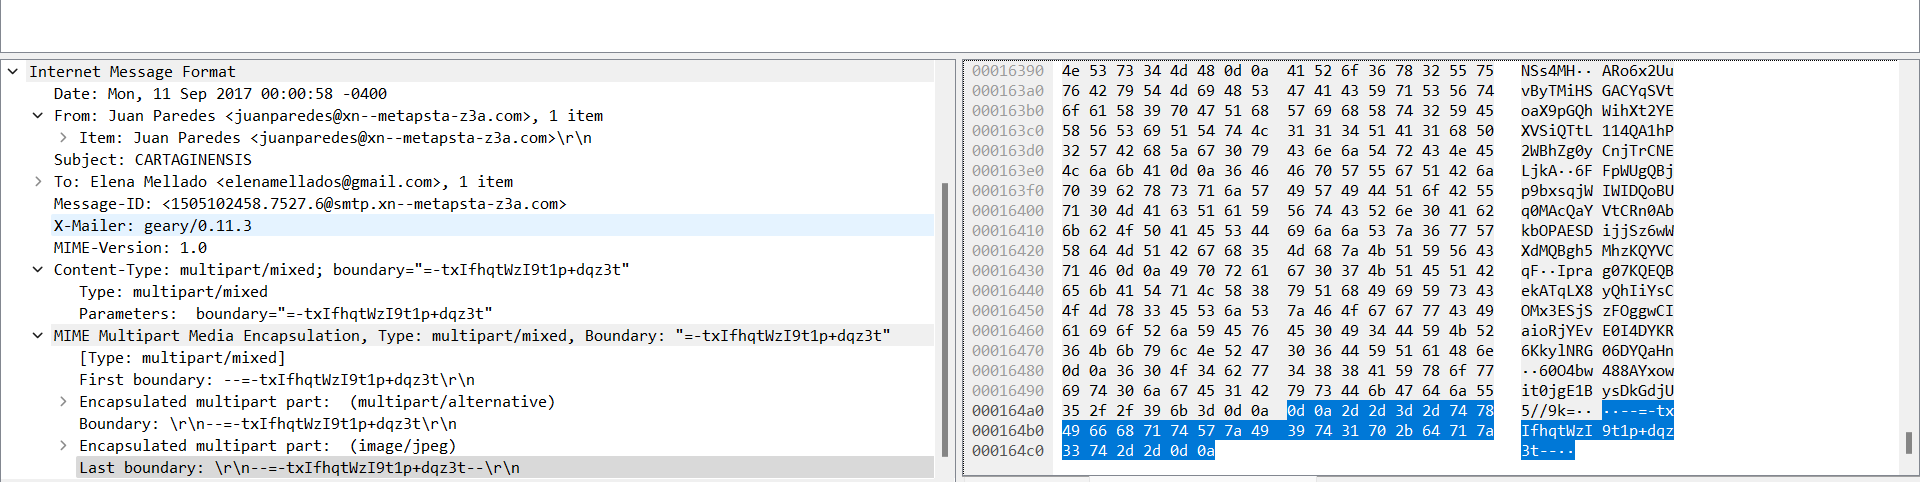 Internet Message Format
Date: Mon, 11 Sep 2017 00:00:58 -0400
From: Juan Paredes <juanparedes@xn--metapsta-z3a.com>, 1 item
Item: Juan Paredes <juanparedes@xn--metapsta-z3a.com>\r\n
Subject: CARTAGINENSIS
To: Elena Mellado <elenamellados@gmail.com>, 1 item
Message-ID: <1505102458.7527.6@smtp.xn--metapsta-z3a.com>
X-Mailer: geary/0.11.3
MIME-Version: 1.0
Content-Type: multipart/mixed; boundary="=-txIfhqtWzI9t1p+dqz3t"
Type: multipart/mixed
Parameters:  boundary="=-txIfhqtWzI9t1p+dqz3t"
MIME Multipart Media Encapsulation, Type: multipart/mixed, Boundary: "=-txIfhqtWzI9t1p+dqz3t"
[Type: multipart/mixed]
First boundary: --=-txIfhqtWzI9t1p+dqz3t\r\n
Encapsulated multipart part:  (multipart/alternative)
Boundary: \r\n--=-txIfhqtWzI9t1p+dqz3t\r\n
Encapsulated multipart part:  (image/jpeg)
Last boundary: \r\n--=-txIfhqtWzI9t1p+dqz3t--\r\n
00016390 4e 53 73 34 4d 48 0d 0a 41 52 6f 36 78 32 55 75 NSs4MH·· ARo6x2Uu
000163a0 76 42 79 54 4d 69 48 53 47 41 43 59 71 53 56 74 vByTMiHS GACYqSVt
000163b0 6f 61 58 39 70 47 51 68 57 69 68 58 74 32 59 45 oaX9pGQh WihXt2YE
000163c0 58 56 53 69 51 54 74 4c 31 31 34 51 41 31 68 50 XVSiQTtL 114QA1hP
000163d0 32 57 42 68 5a 67 30 79 43 6e 6a 54 72 43 4e 45 2WBhZg0y CnjTrCNE
000163e0 4c 6a 6b 41 0d 0a 36 46 46 70 57 55 67 51 42 6a LjkA··6F FpWUgQBj
000163f0 70 39 62 78 73 71 6a 57 49 57 49 44 51 6f 42 55 p9bxsqjW IWIDQoBU
00016400 71 30 4d 41 63 51 61 59 56 74 43 52 6e 30 41 62 q0MAcQaY VtCRn0Ab
00016410 6b 62 4f 50 41 45 53 44 69 6a 6a 53 7a 36 77 57 kbOPAESD ijjSz6wW
00016420 58 64 4d 51 42 67 68 35 4d 68 7a 4b 51 59 56 43 XdMQBgh5 MhzKQYVC
00016430 71 46 0d 0a 49 70 72 61 67 30 37 4b 51 45 51 42 qF··Ipra g07KQEQB
00016440 65 6b 41 54 71 4c 58 38 79 51 68 49 69 59 73 43 ekATqLX8 yQhIiYsC
00016450 4f 4d 78 33 45 53 6a 53 7a 46 4f 67 67 77 43 49 OMx3ESjS zFOggwCI
00016460 61 69 6f 52 6a 59 45 76 45 30 49 34 44 59 4b 52 aioRjYEv E0I4DYKR
00016470 36 4b 6b 79 6c 4e 52 47 30 36 44 59 51 61 48 6e 6KkylNRG 06DYQaHn
00016480 0d 0a 36 30 4f 34 62 77 34 38 38 41 59 78 6f 77 ··60O4bw 488AYxow
00016490 69 74 30 6a 67 45 31 42 79 73 44 6b 47 64 6a 55 it0jgE1B ysDkGdjU
000164a0 35 2f 2f 39 6b 3d 0d 0a 0d 0a 2d 2d 3d 2d 74 78 5//9k=·· ··--=-tx
000164b0 49 66 68 71 74 57 7a 49 39 74 31 70 2b 64 71 7a IfhqtWzI 9t1p+dqz
000164c0 33 74 2d 2d 0d 0a 3t--··